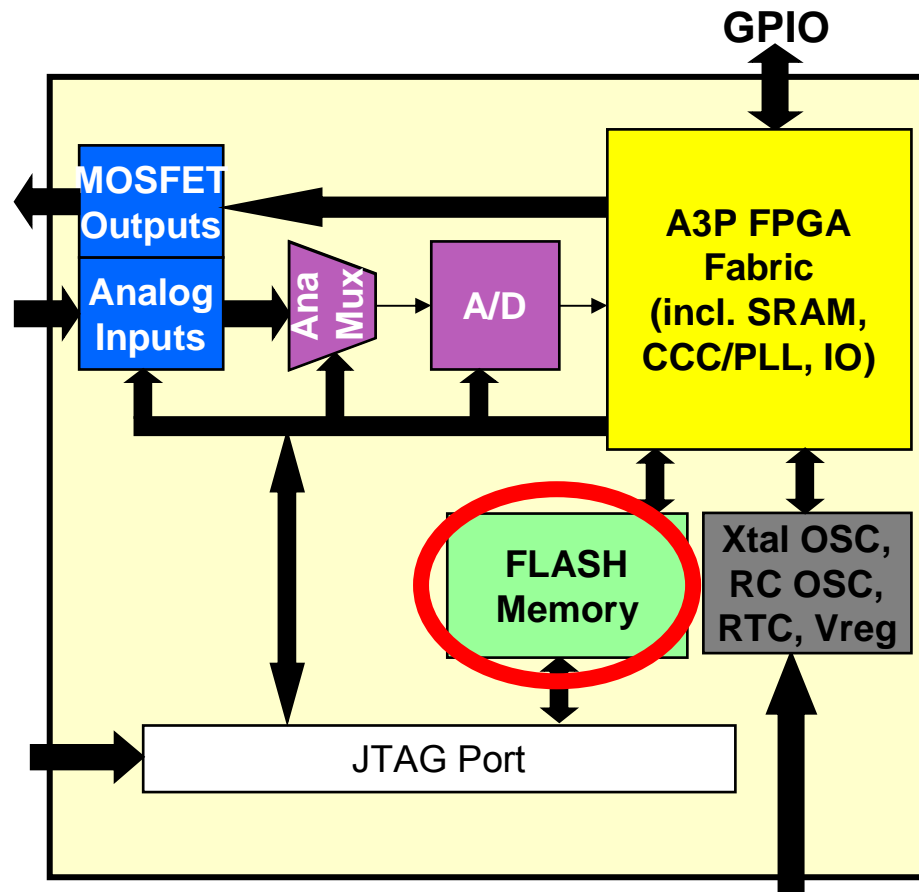 GPIO
MOSFET
Outputs
Analog
Inputs
Ana
Mux
A/D
A3P FPGA
Fabric
(incl. SRAM,
CCC/PLL, IO)
FLASH
Memory
Xtal OSC,
RC OSC,
RTC, Vreg
JTAG Port